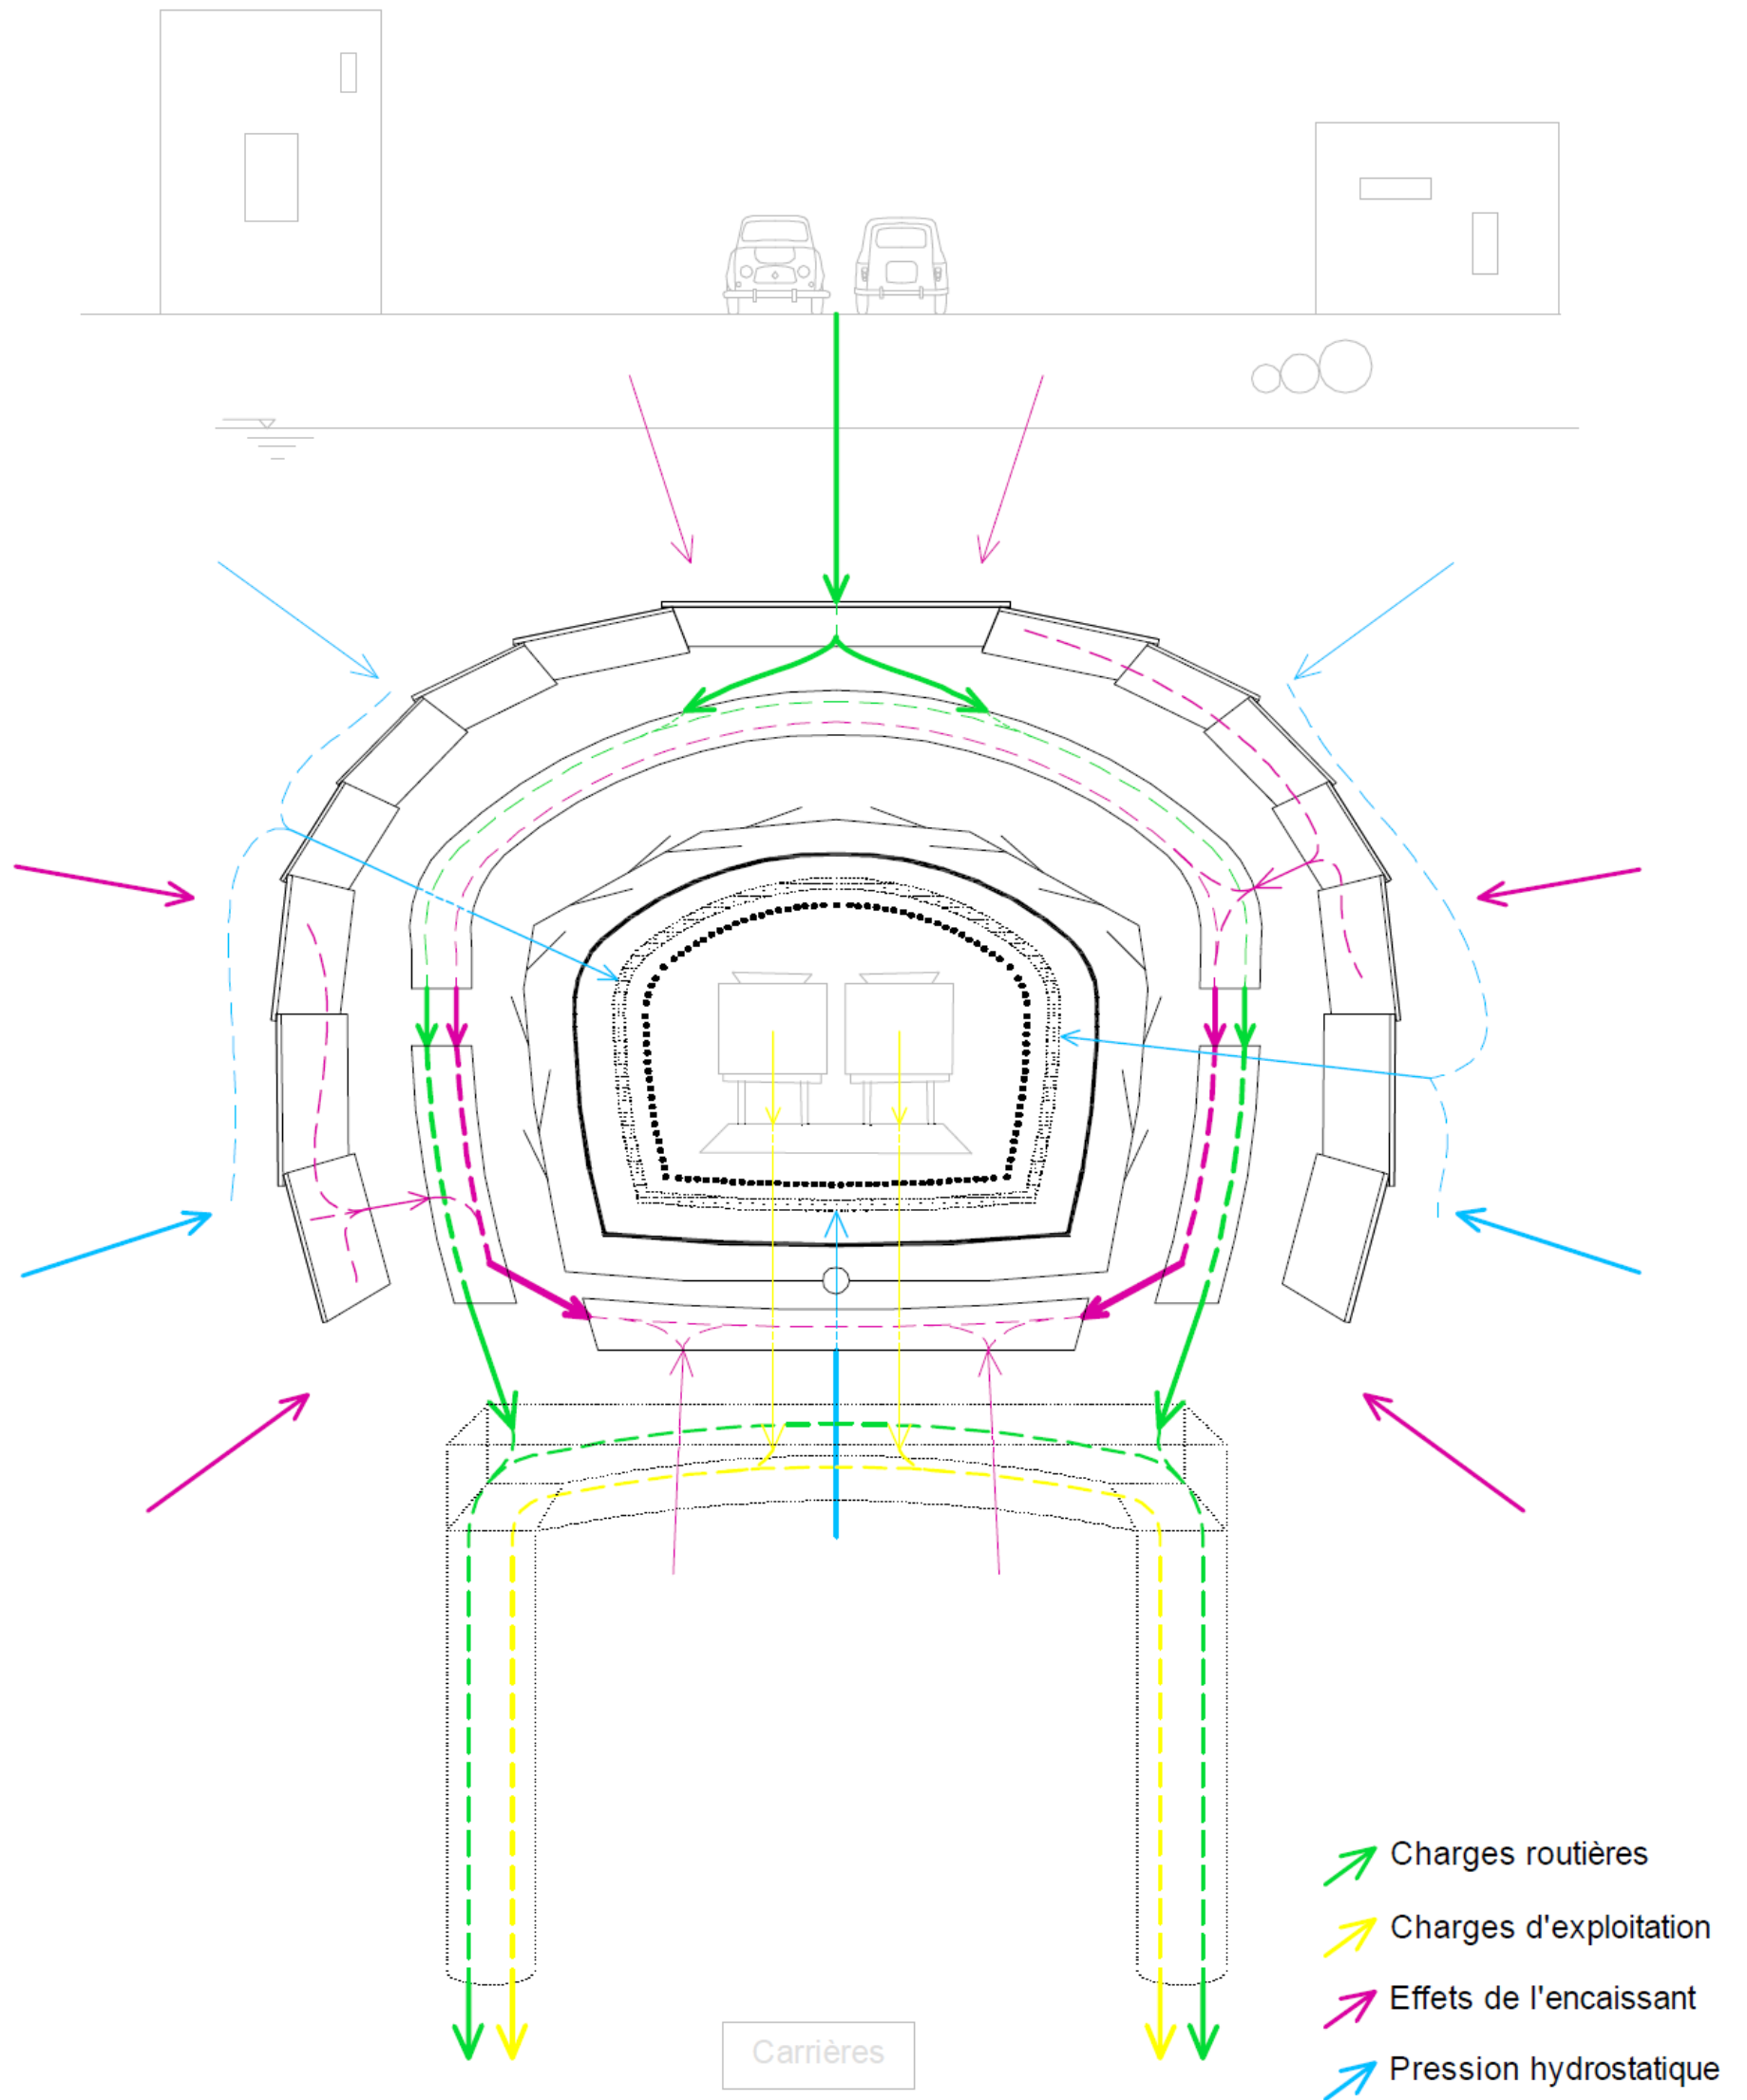 Charges routières
Charges d'exploitation
Effets de l'encaissant
Carrières
Pression hydrostatique